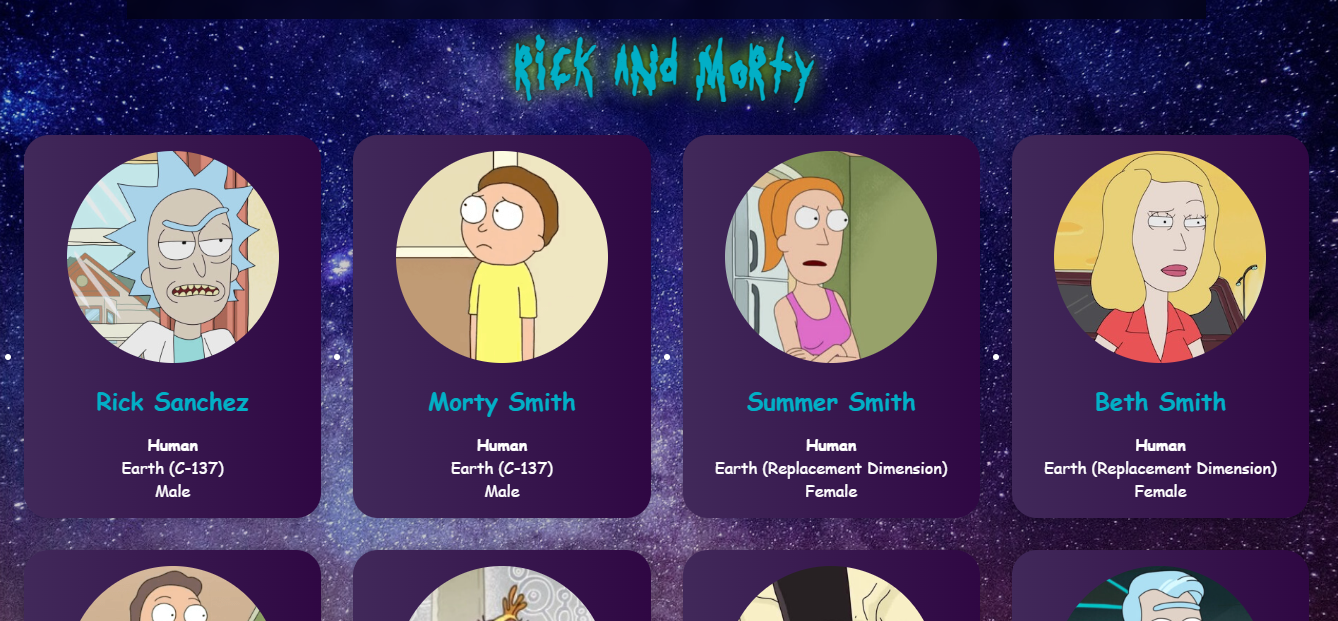 Rick and Morty
Rick Sanchez
Human
Earth (C-137)
Male
Morty Smith
Human
Earth (C-137)
Male
Summer Smith
Human
Earth (Replacement Dimension)
Female
Beth Smith
Human
Earth (Replacement Dimension)
Female